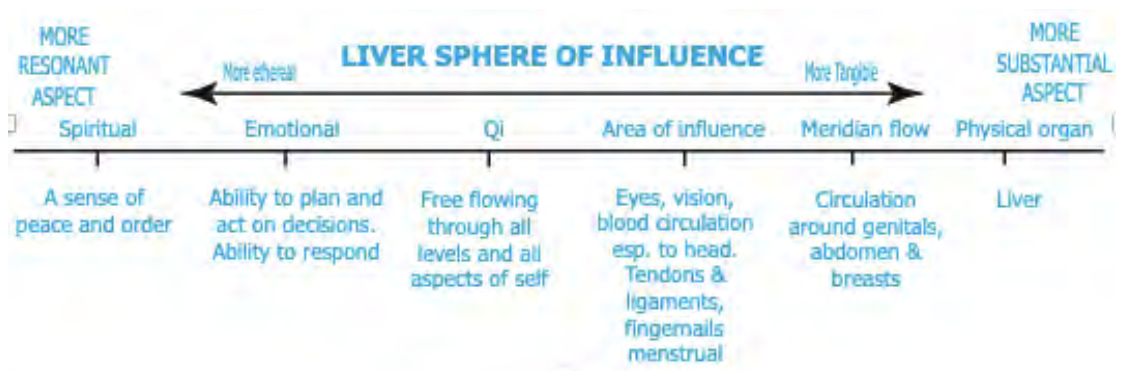 MORE
RESONANT
ASPECT
LIVER SPHERE OF INFLUENCE
More ethereal
More Tangible
MORE
SUBSTANTIAL
ASPECT
Spiritual
Emotional
Qi
Area of influence
Meridian flow
Physical organ
A sense of
peace and order
Ability to plan and
act on decisions.
Ability to respond
Free flowing
through all
levels and all
aspects of self
Eyes, vision,
blood circulation
esp. to head.
Tendons &
ligaments,
fingernails
menstrual
Circulation
around genitals,
abdomen &
breasts
Liver